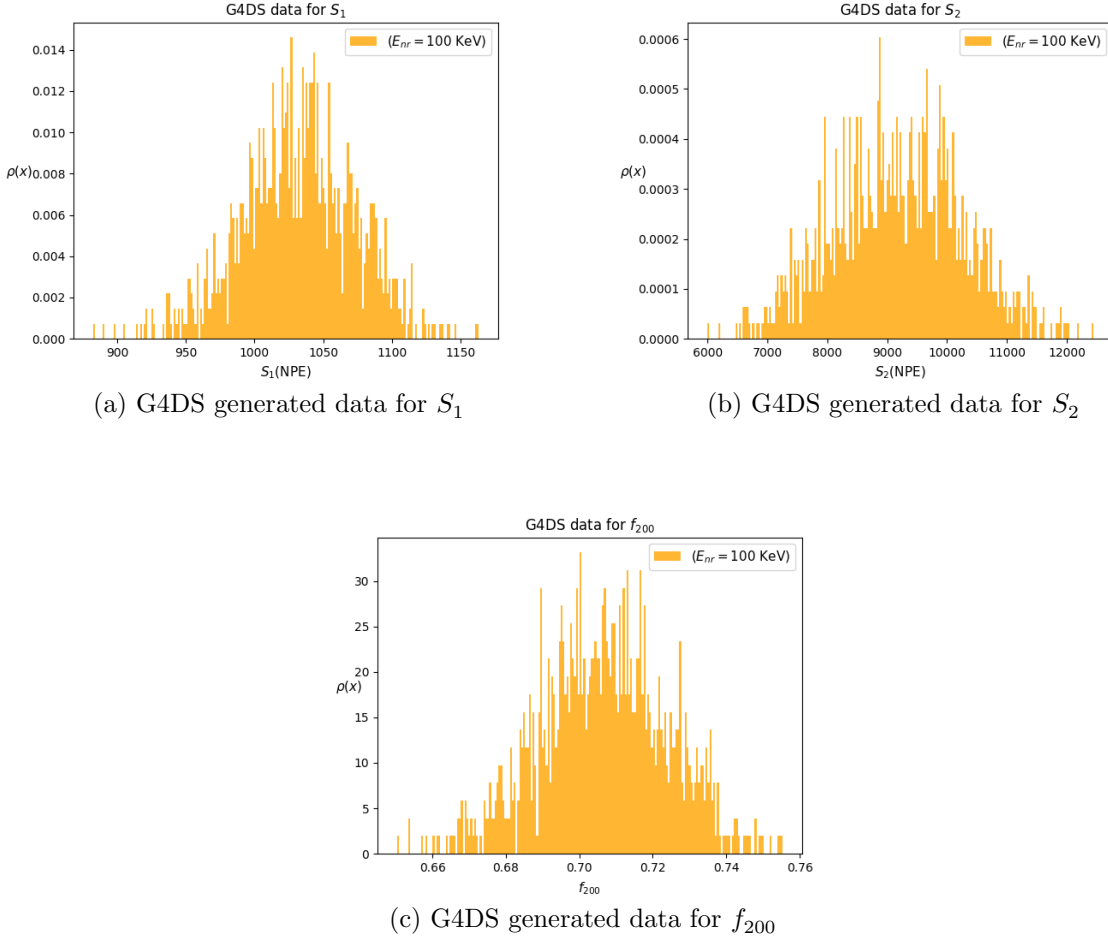 G4DS data for S₁
(Eₙᵣ = 100 KeV)
0.014
0.012
0.010
ρ(x)
0.008
0.006
0.004
0.002
0.000
900 950 1000 1050 1100 1150
S₁(NPE)
(a) G4DS generated data for S₁
G4DS data for S₂
(Eₙᵣ = 100 KeV)
0.0006
0.0005
0.0004
ρ(x)
0.0003
0.0002
0.0001
0.0000
6000 7000 8000 9000 10000 11000 12000
S₂(NPE)
(b) G4DS generated data for S₂
G4DS data for f₂₀₀
(Eₙᵣ = 100 KeV)
30
25
20
ρ(x)
15
10
5
0
0.66 0.68 0.70 0.72 0.74 0.76
f₂₀₀
(c) G4DS generated data for f₂₀₀